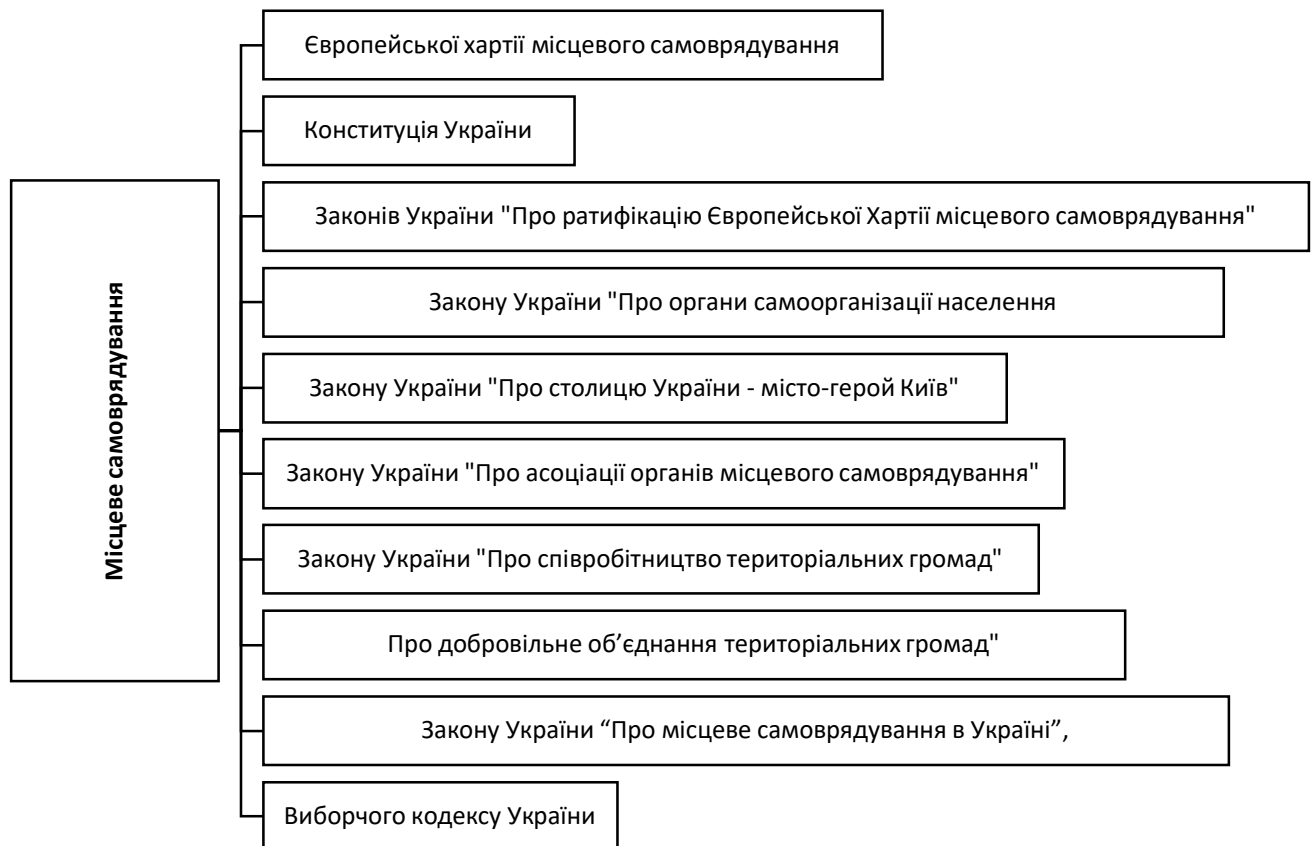 Місцеве самоврядування
Європейської хартії місцевого самоврядування
Конституція України
Законів України "Про ратифікацію Європейської Хартії місцевого самоврядування"
Закону України "Про органи самоорганізації населення
Закону України "Про столицю України - місто-герой Київ"
Закону України "Про асоціації органів місцевого самоврядування"
Закону України "Про співробітництво територіальних громад"
Про добровільне об’єднання територіальних громад"
Закону України “Про місцеве самоврядування в Україні”,
Виборчого кодексу України